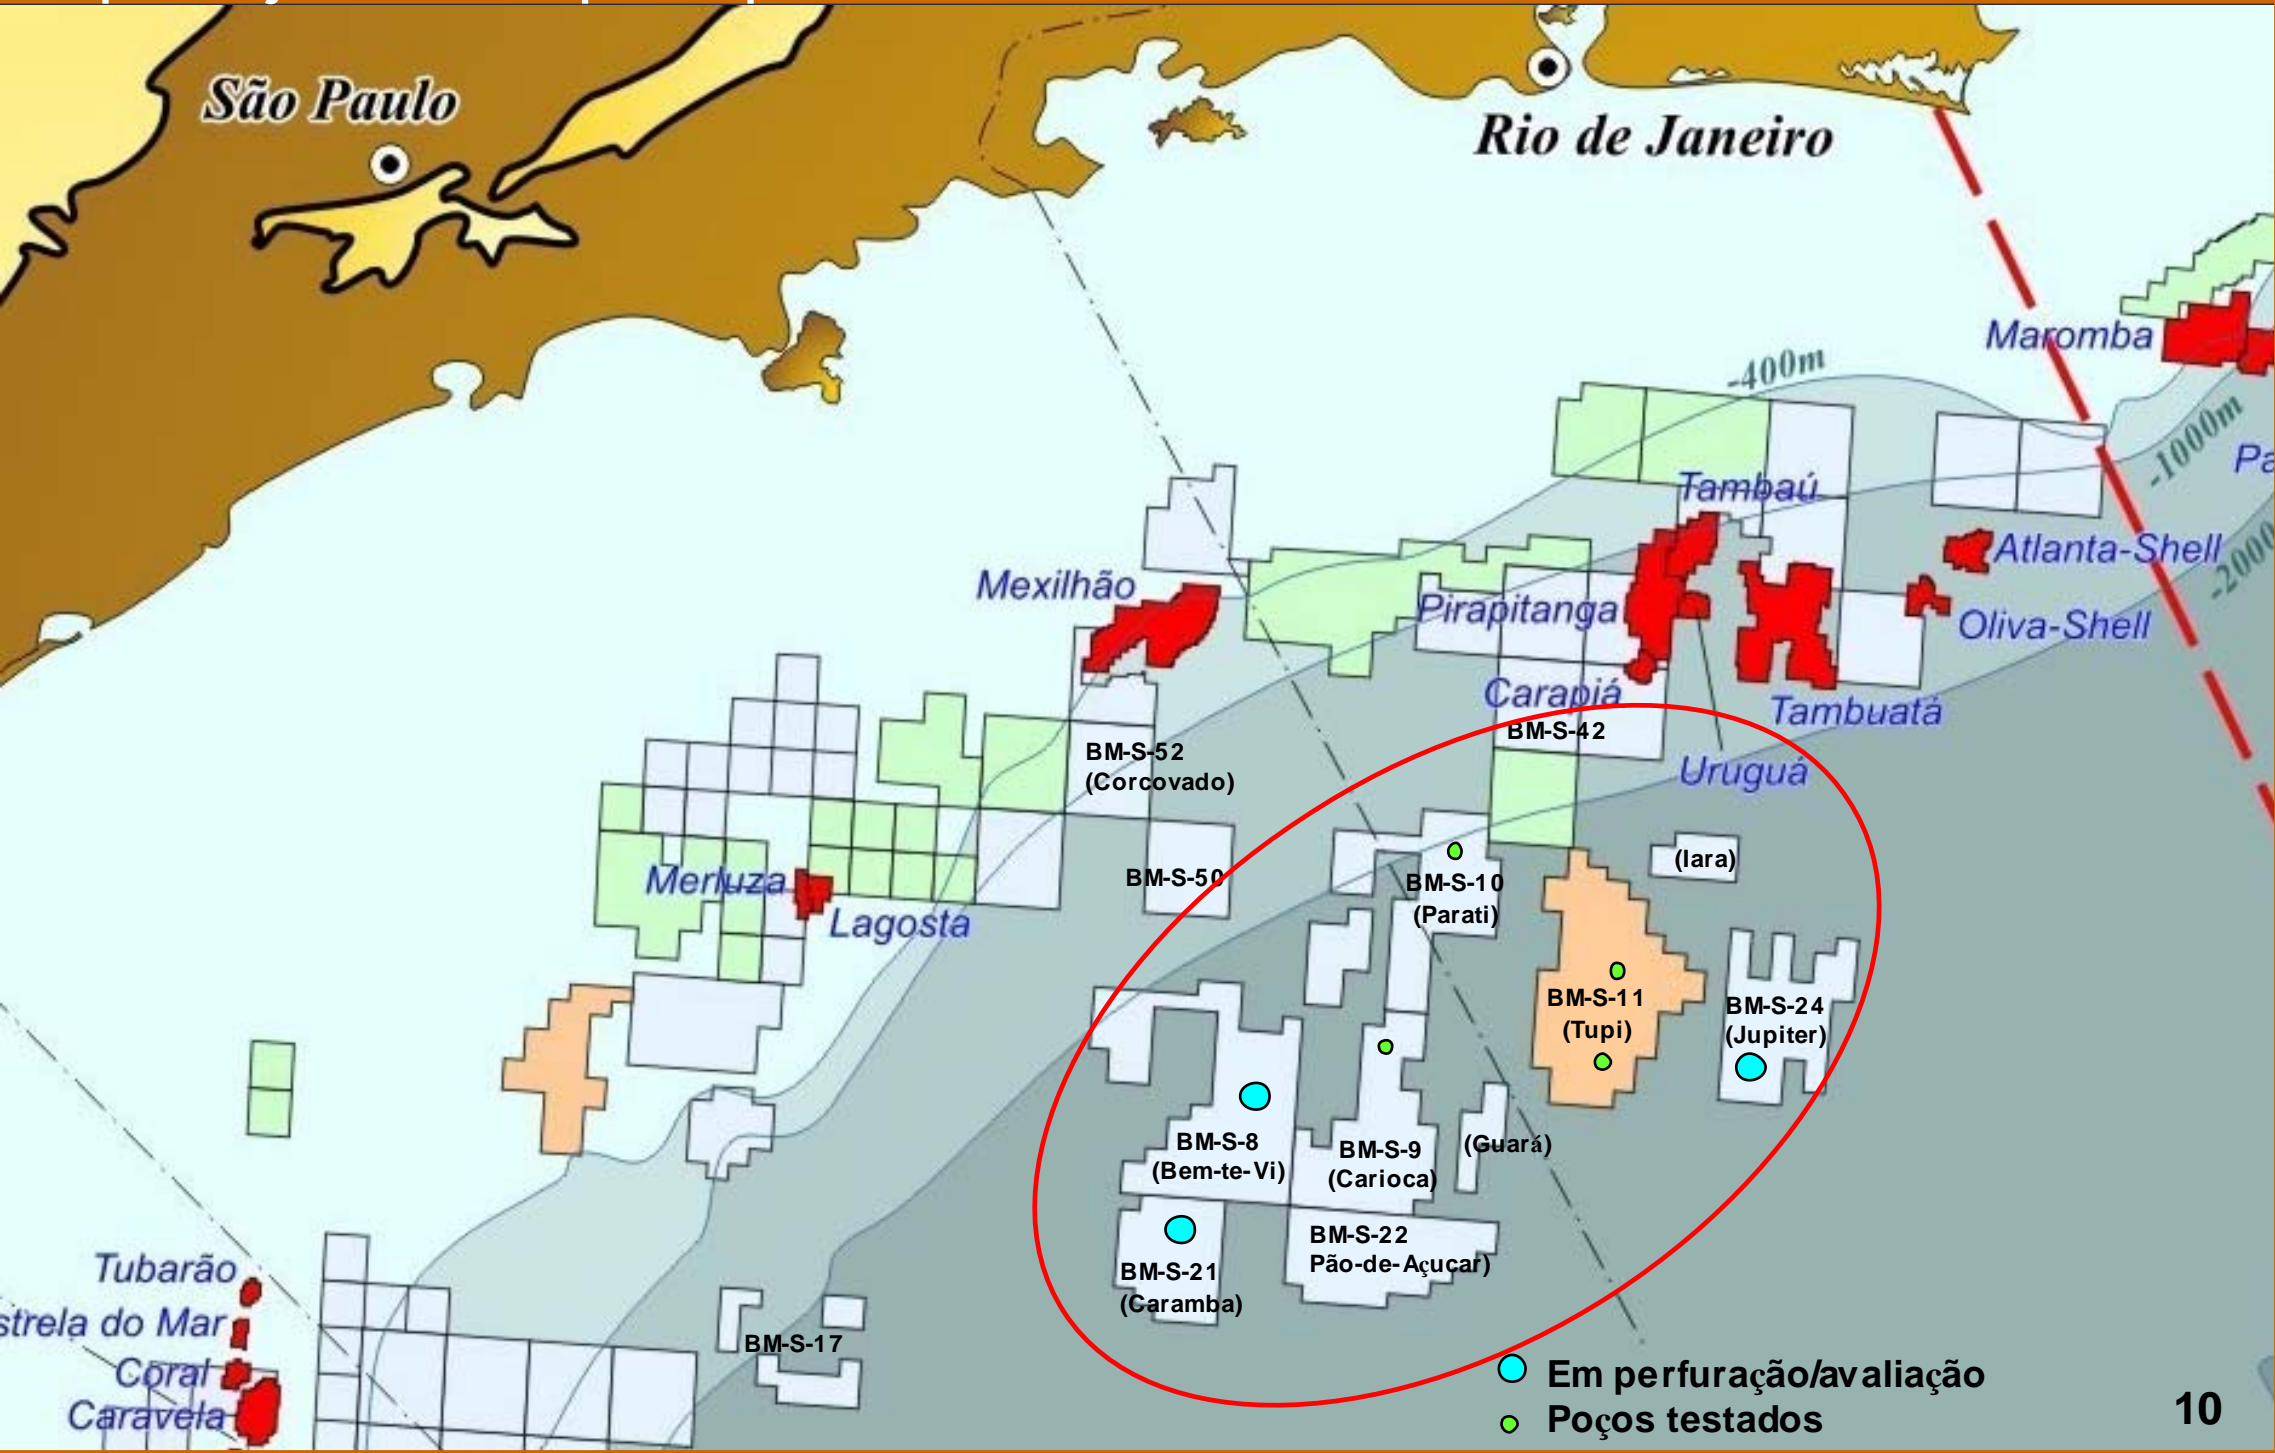 São Paulo
Rio de Janeiro
Maromba
-400m
-1000m
-2000
Pa
Tambaú
Atlanta-Shell
Mexilhão
Pirapitanga
Oliva-Shell
Carapiá
Tambuatá
BM-S-42
BM-S-52
(Corcovado)
Uruguá
BM-S-50
Merluza
Lagosta
(Iara)
BM-S-10
(Parati)
BM-S-11
(Tupi)
BM-S-24
(Jupiter)
BM-S-8
(Bem-te-Vi)
BM-S-9
(Carioca)
(Guará)
BM-S-22
Pão-de-Açucar)
BM-S-21
(Caramba)
Tubarão
strela do Mar
Coral
Caravela
BM-S-17
Em perfuração/avaliação
Poços testados
10